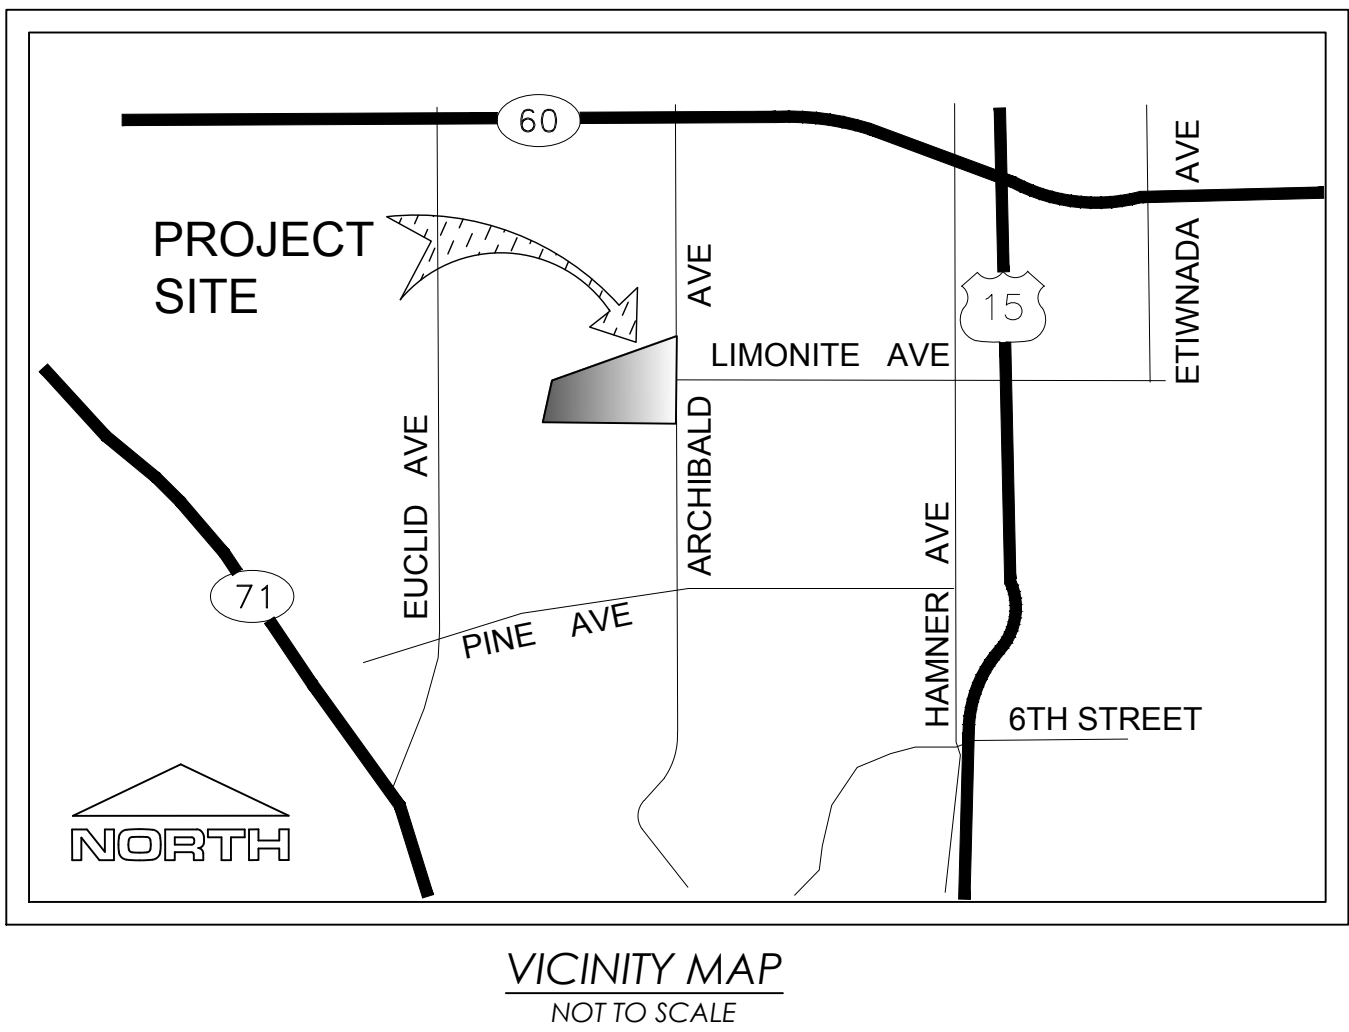 60
ETIWNADA AVE
PROJECT
SITE
AVE
15
LIMONITE AVE
ARCHIBALD
EUCLID AVE
HAMNER AVE
71
PINE AVE
6TH STREET
NORTH
VICINITY MAP
NOT TO SCALE